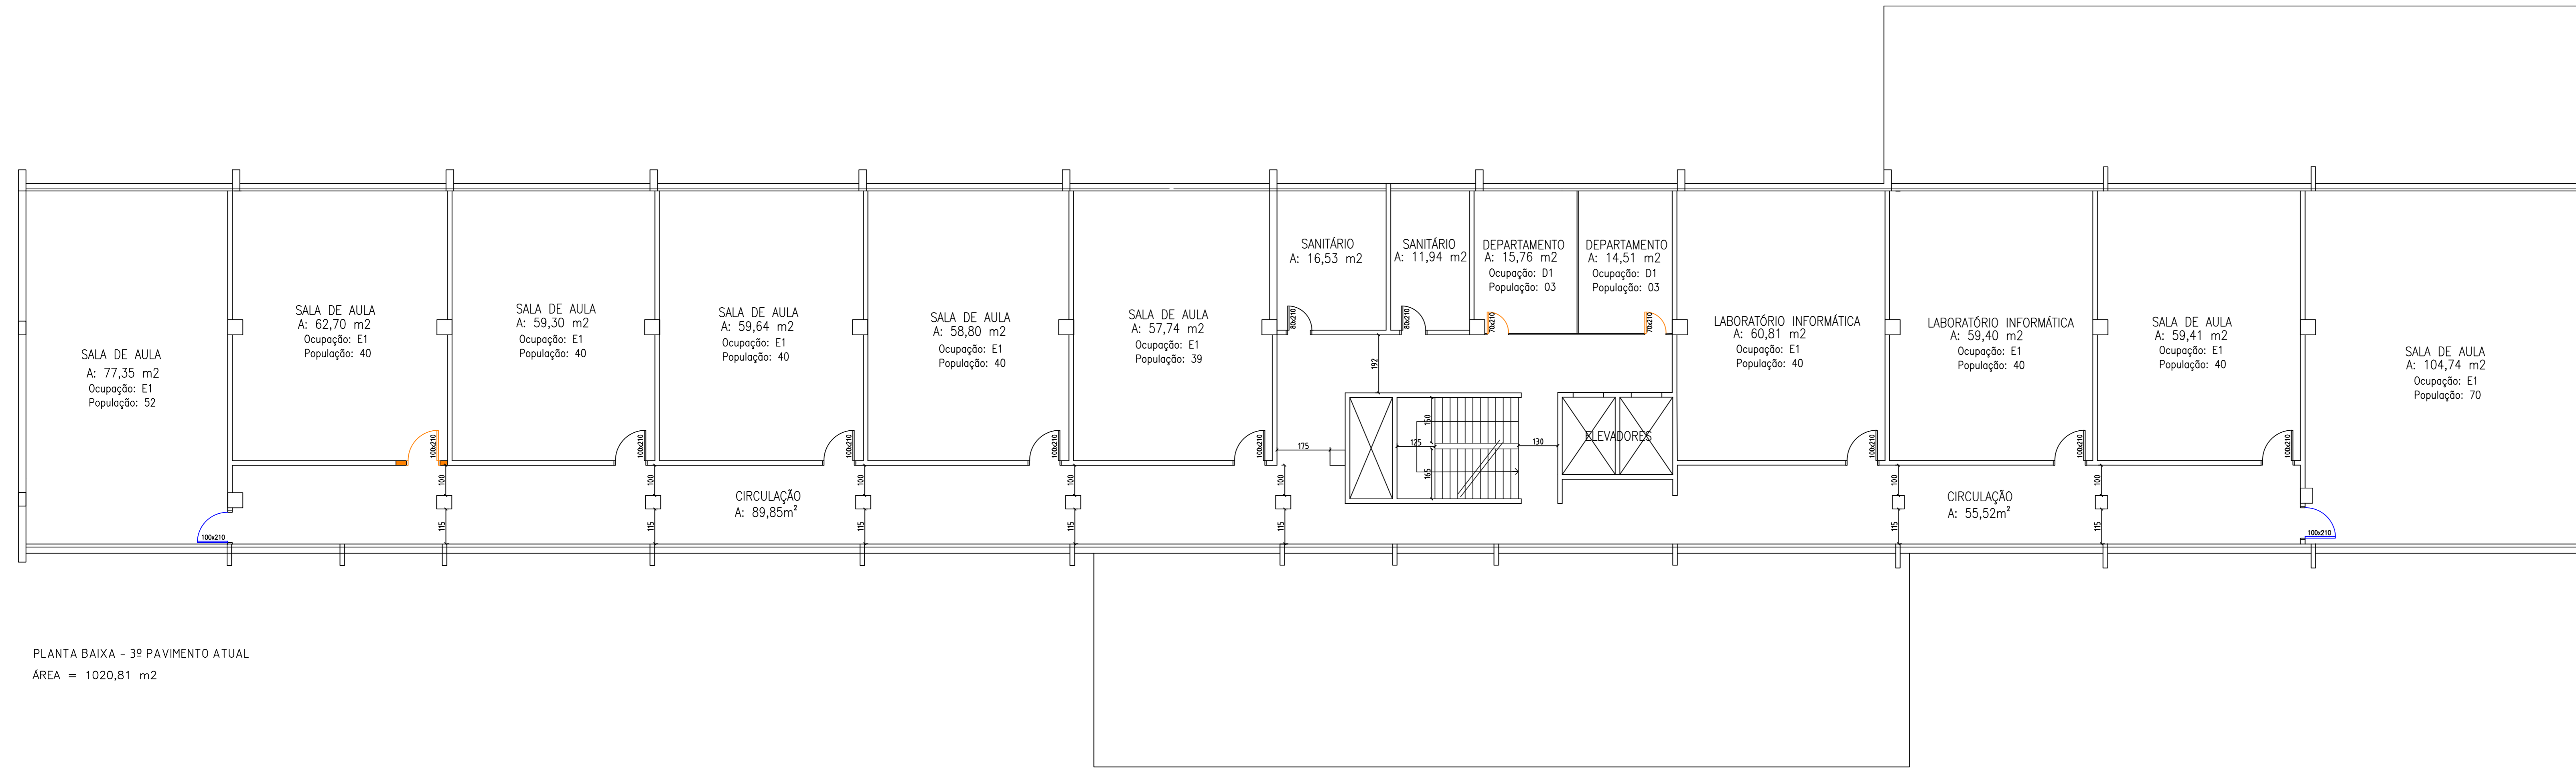 SALA DE AULA
A: 77,35 m2
Ocupação: E1
População: 52
100x210
SALA DE AULA
A: 62,70 m2
Ocupação: E1
População: 40
100x210
100
115
SALA DE AULA
A: 59,30 m2
Ocupação: E1
População: 40
100x210
100
115
SALA DE AULA
A: 59,64 m2
Ocupação: E1
População: 40
100x210
100
115
CIRCULAÇÃO
A: 89,85m²
SALA DE AULA
A: 58,80 m2
Ocupação: E1
População: 40
100x210
100
115
SALA DE AULA
A: 57,74 m2
Ocupação: E1
População: 39
100x210
100
115
SANITÁRIO
A: 16,53 m2
80x210
SANITÁRIO
A: 11,94 m2
80x210
DEPARTAMENTO
A: 15,76 m2
Ocupação: D1
População: 03
70x210
DEPARTAMENTO
A: 14,51 m2
Ocupação: D1
População: 03
70x210
192
175
125
150
165
130
ELEVADORES
LABORATÓRIO INFORMÁTICA
A: 60,81 m2
Ocupação: E1
População: 40
100x210
100
115
LABORATÓRIO INFORMÁTICA
A: 59,40 m2
Ocupação: E1
População: 40
100x210
CIRCULAÇÃO
A: 55,52m²
100
115
SALA DE AULA
A: 59,41 m2
Ocupação: E1
População: 40
100x210
SALA DE AULA
A: 104,74 m2
Ocupação: E1
População: 70
100x210
PLANTA BAIXA - 3º PAVIMENTO ATUAL
ÁREA = 1020,81 m2